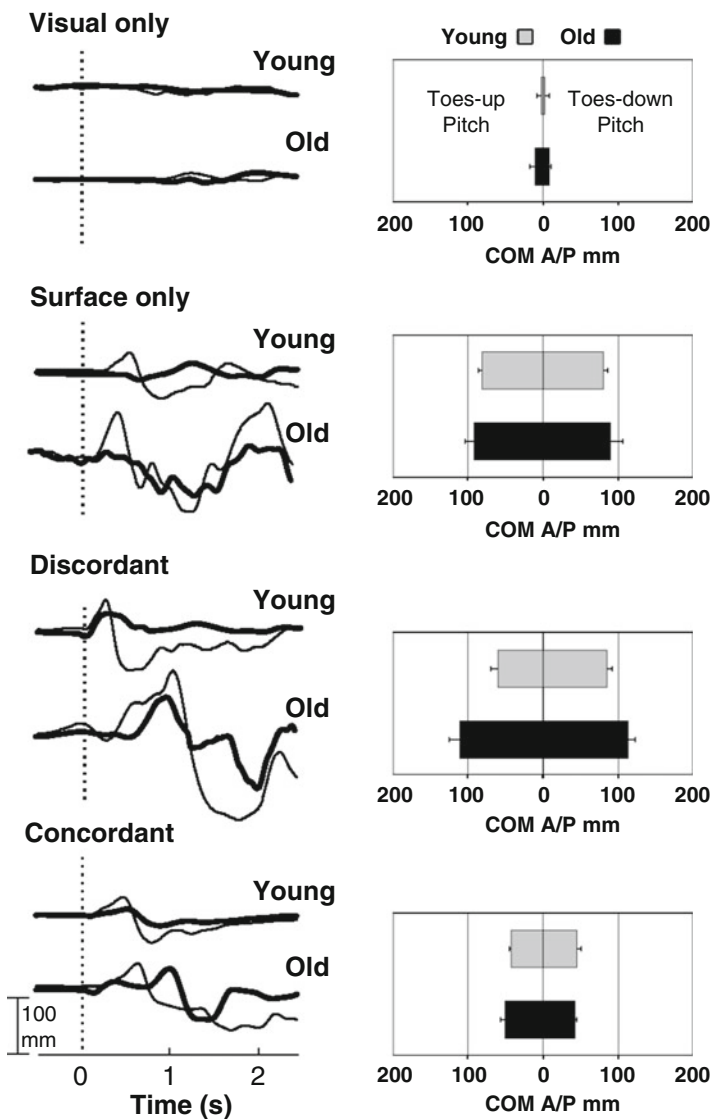 Visual only
Young
Old
Young Old
Toes-up Toes-down
Pitch Pitch
200 100 0 100 200
COM A/P mm
Surface only
Young
Old
200 100 0 100 200
COM A/P mm
Discordant
Young
Old
200 100 0 100 200
COM A/P mm
Concordant
Young
Old
100
mm
0 1 2
Time (s)
200 100 0 100 200
COM A/P mm